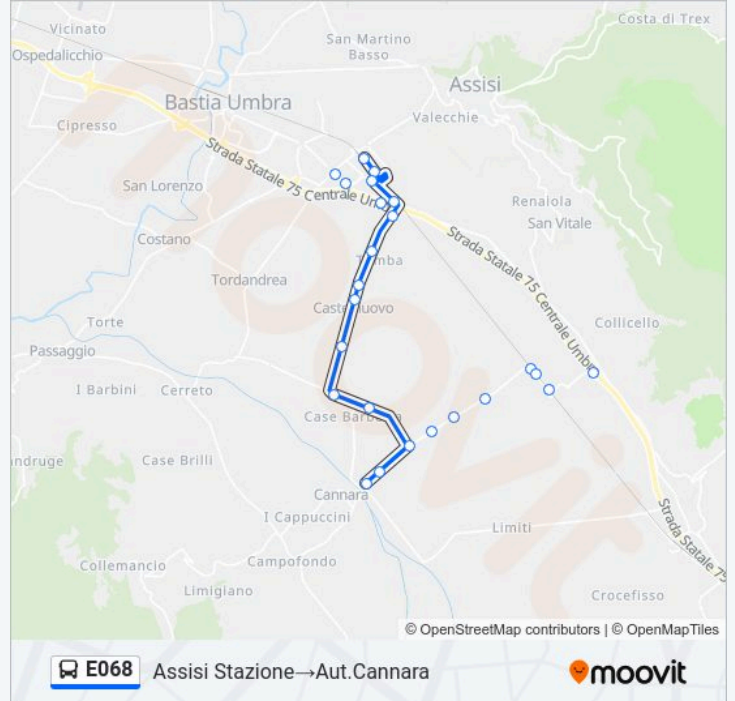 Vicinato
Costa di Trex
San Martino
Basso
Ospedalicchio
Assisi
Bastia Umbra
Valecchie
Cipresso
Strada Statale 75 Centrale Um
San Lorenzo
Renaiola
San Vitale
Costano
Strada Statale 75 Centrale Umbra
Tordandrea
Castelnuovo
Collicello
Torte
Passaggio
I Barbini
Cerreto
Case Barbara
andruge
Case Brilli
Cannara
I Cappuccini
Limiti
Strada Statale 75
Collemancio
Campofondo
Limigiano
Crocefisso
moovit
© OpenStreetMap contributors | © OpenMapTiles
E068
Assisi Stazione→Aut.Cannara
moovit